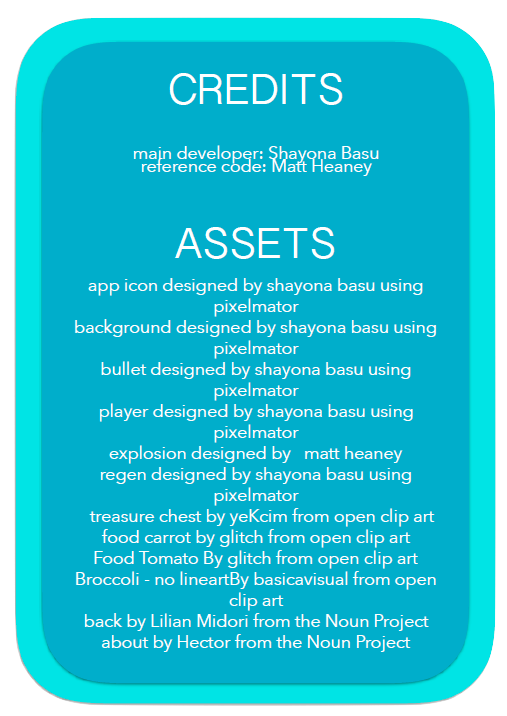 CREDITS
main developer: Shayona Basu
reference code: Matt Heaney
ASSETS
app icon designed by shayona basu using
pixelmator
background designed by shayona basu using
pixelmator
bullet designed by shayona basu using
pixelmator
player designed by shayona basu using
pixelmator
explosion designed by matt heaney
regen designed by shayona basu using
pixelmator
treasure chest by yeKcim from open clip art
food carrot by glitch from open clip art
Food Tomato By glitch from open clip art
Broccoli - no lineartBy basicavisual from open
clip art
back by Lilian Midori from the Noun Project
about by Hector from the Noun Project